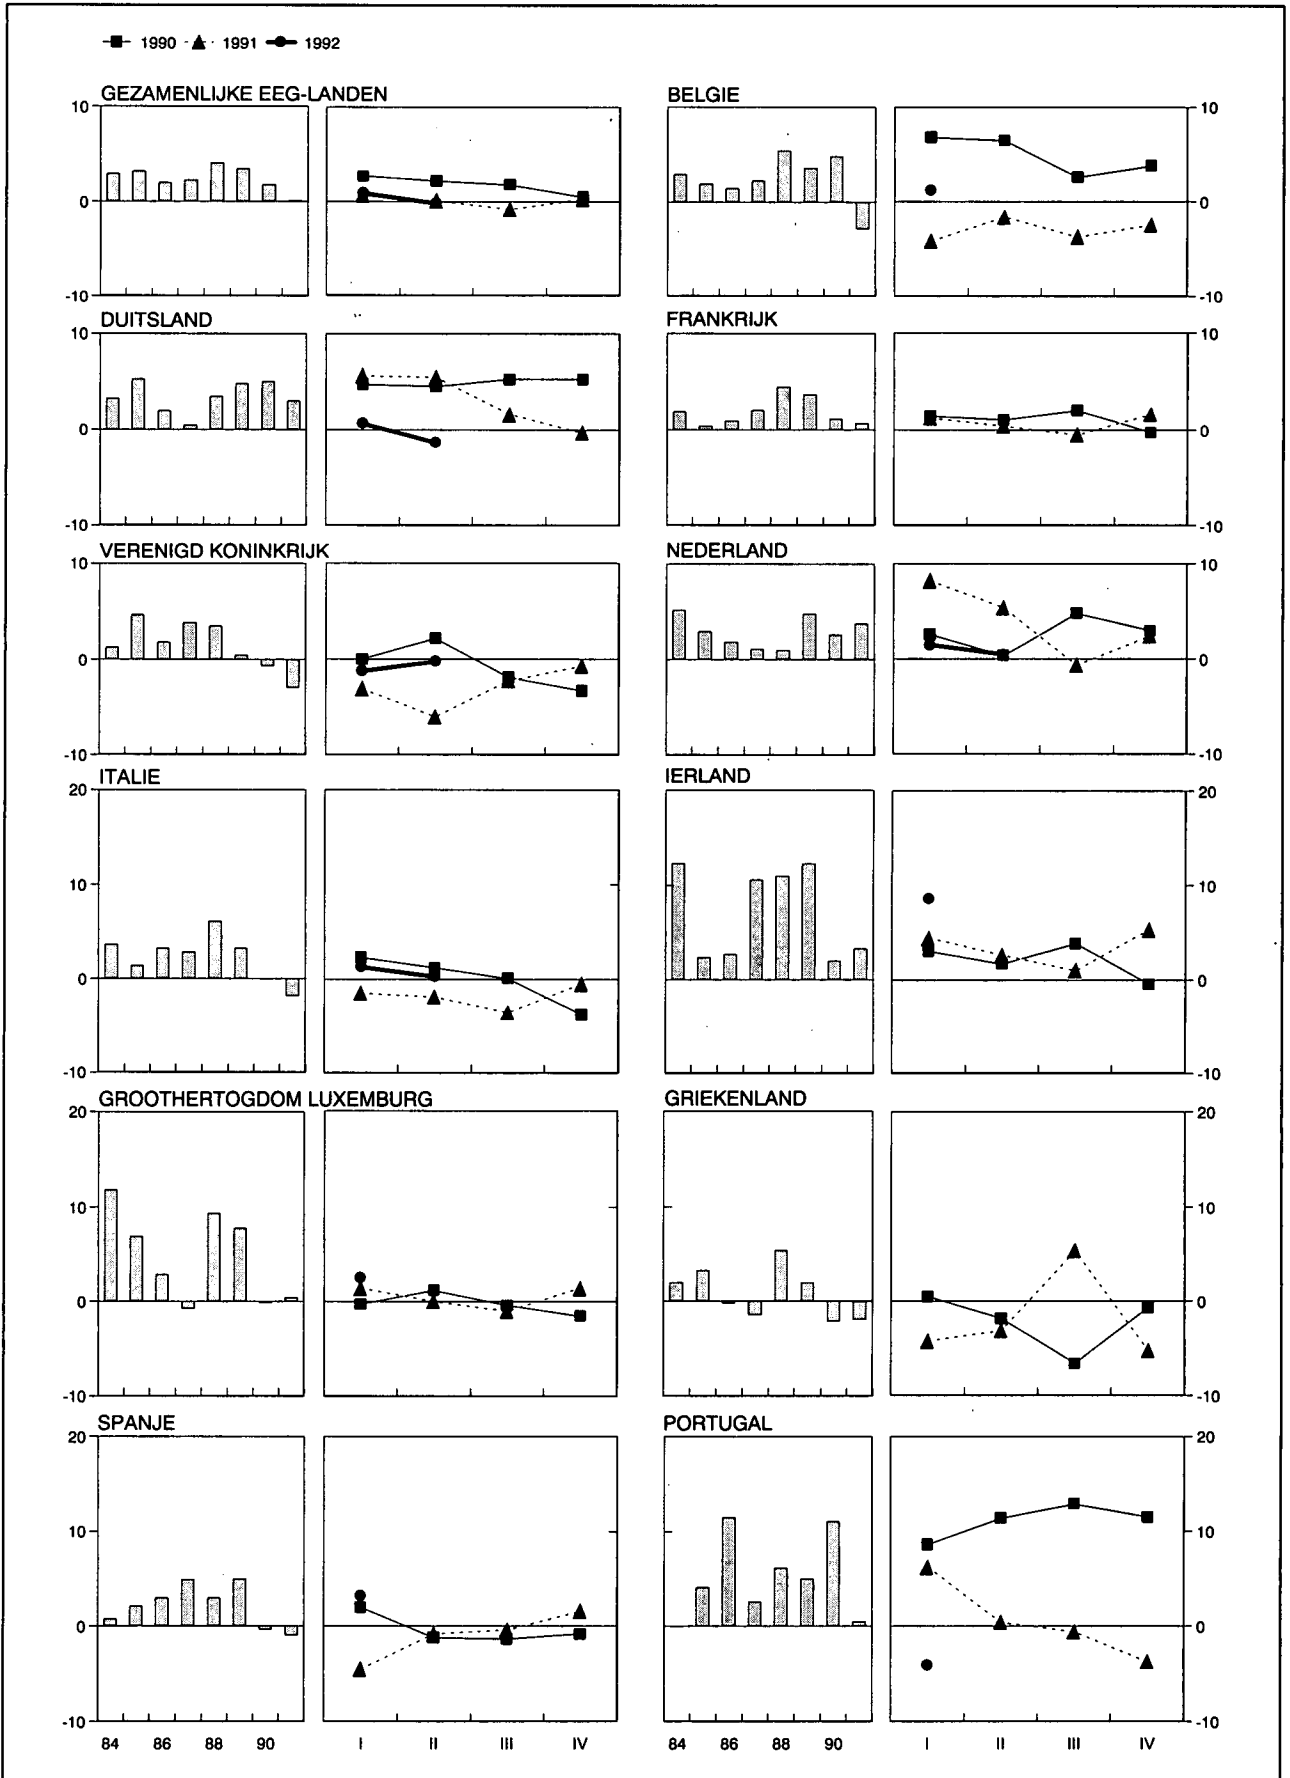 1990 1991 1992
GEZAMENLIJKE EEG-LANDEN
10
0
-10
BELGIE
10
0
-10
DUITSLAND
10
0
-10
FRANKRIJK
10
0
-10
VERENIGD KONINKRIJK
10
0
-10
NEDERLAND
10
0
-10
ITALIE
20
10
0
-10
IERLAND
20
10
0
-10
GROOTHERTOGDOM LUXEMBURG
20
10
0
-10
GRIEKENLAND
20
10
0
-10
SPANJE
20
10
0
-10
84 86 88 90
I II III IV
PORTUGAL
20
10
0
-10
84 86 88 90
I II III IV